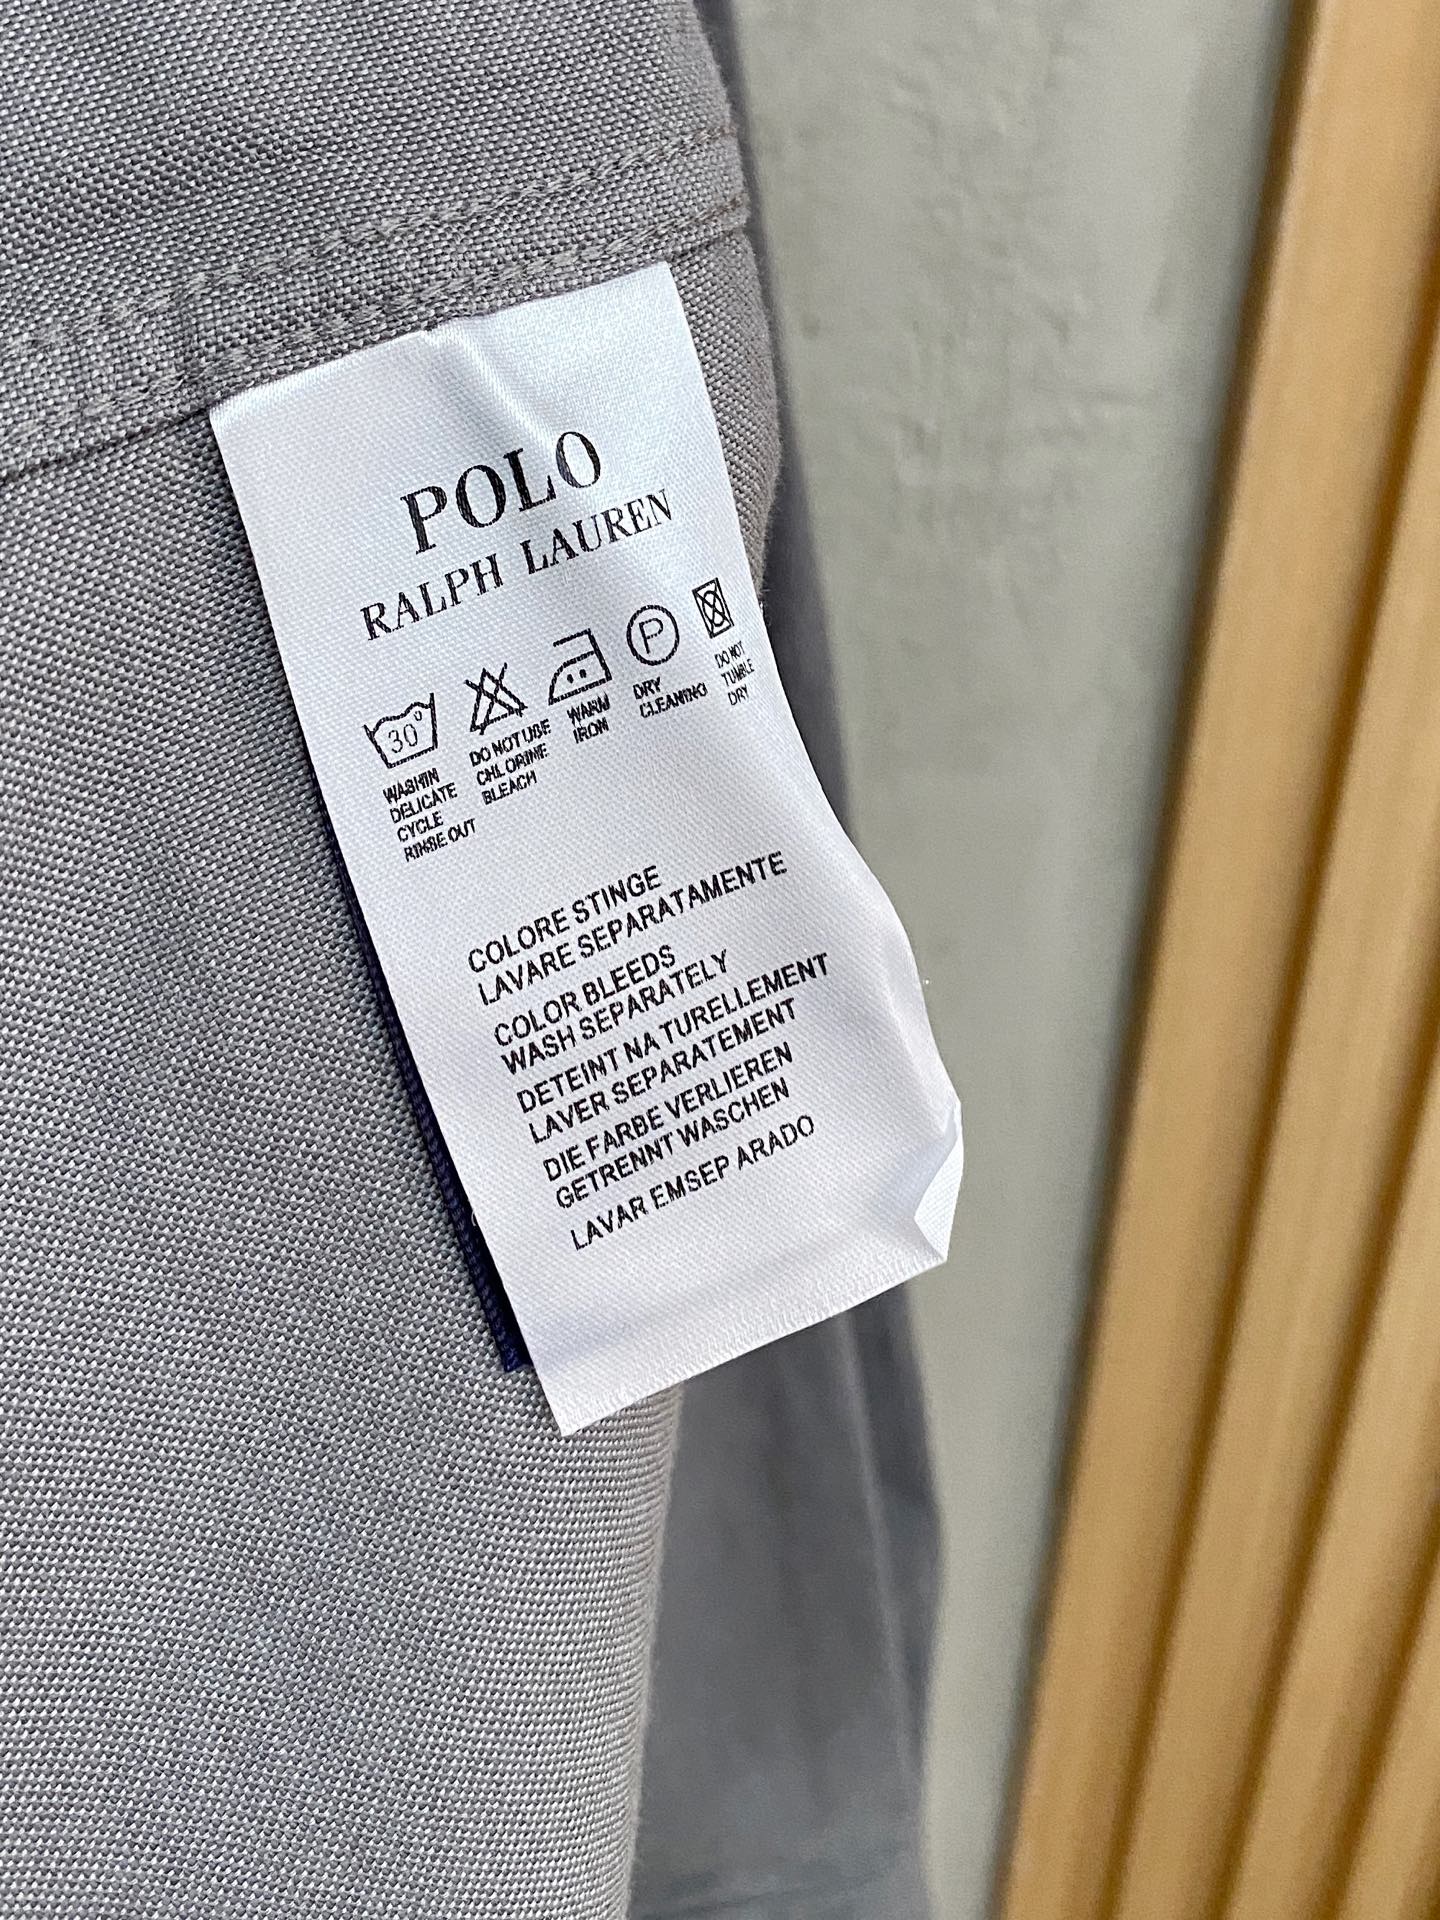 POLO
RALPH LAUREN
30°
P
WASHIN
DELICATE
CYCLE
RINSE OUT
DO NOT UBE
CHLORINE
BLEACH
WARM
IRON
DRY
CLEANING
DO NOT
TUMBLE
DRY
COLORE STINGE
LAVARE SEPARATAMENTE
COLOR BLEEDS
WASH SEPARATELY
DETEINT NA TURELLEMENT
LAVER SEPARATEMENT
DIE FARBE VERLIEREN
GETRENNT WASCHEN
LAVAR EMSEP ARADO